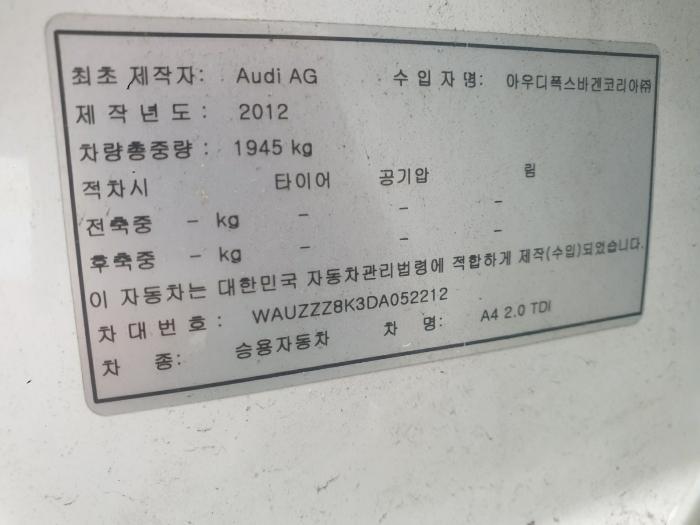 최초 제작자: Audi AG 수 입 자 명: 아우디폭스바겐코리아㈜
제 작 년 도 : 2012
차량총중량 : 1945 kg
적차시 타이어 공기압 림
전축중 - kg - - -
후축중 - kg - - -
이 자동차는 대한민국 자동차관리법령에 적합하게 제작(수입)되었습니다.
차 대 번 호 : WAUZZZ8K3DA052212
차 종: 승용자동차 차 명: A4 2.0 TDI